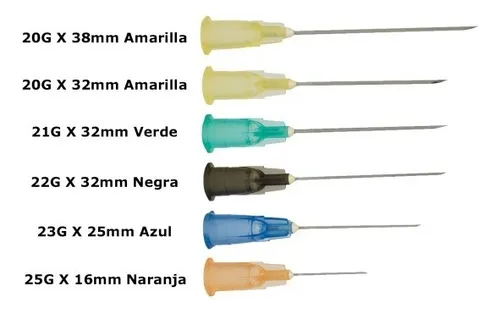 20G X 38mm Amarilla
20G X 32mm Amarilla
21G X 32mm Verde
22G X 32mm Negra
23G X 25mm Azul
25G X 16mm Naranja